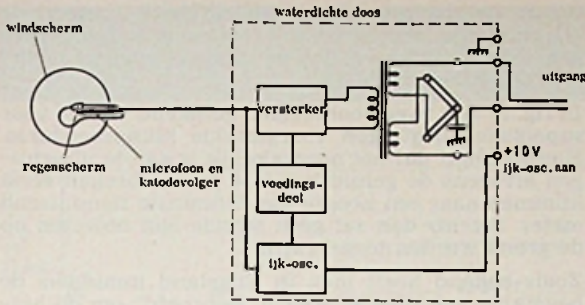 waterdichte doos
windscherm
regenscherm
microfoon en
katodevolger
versterker
voedings-
deel
ijk-osc.
uitgang
+10V
ijk-osc. aan